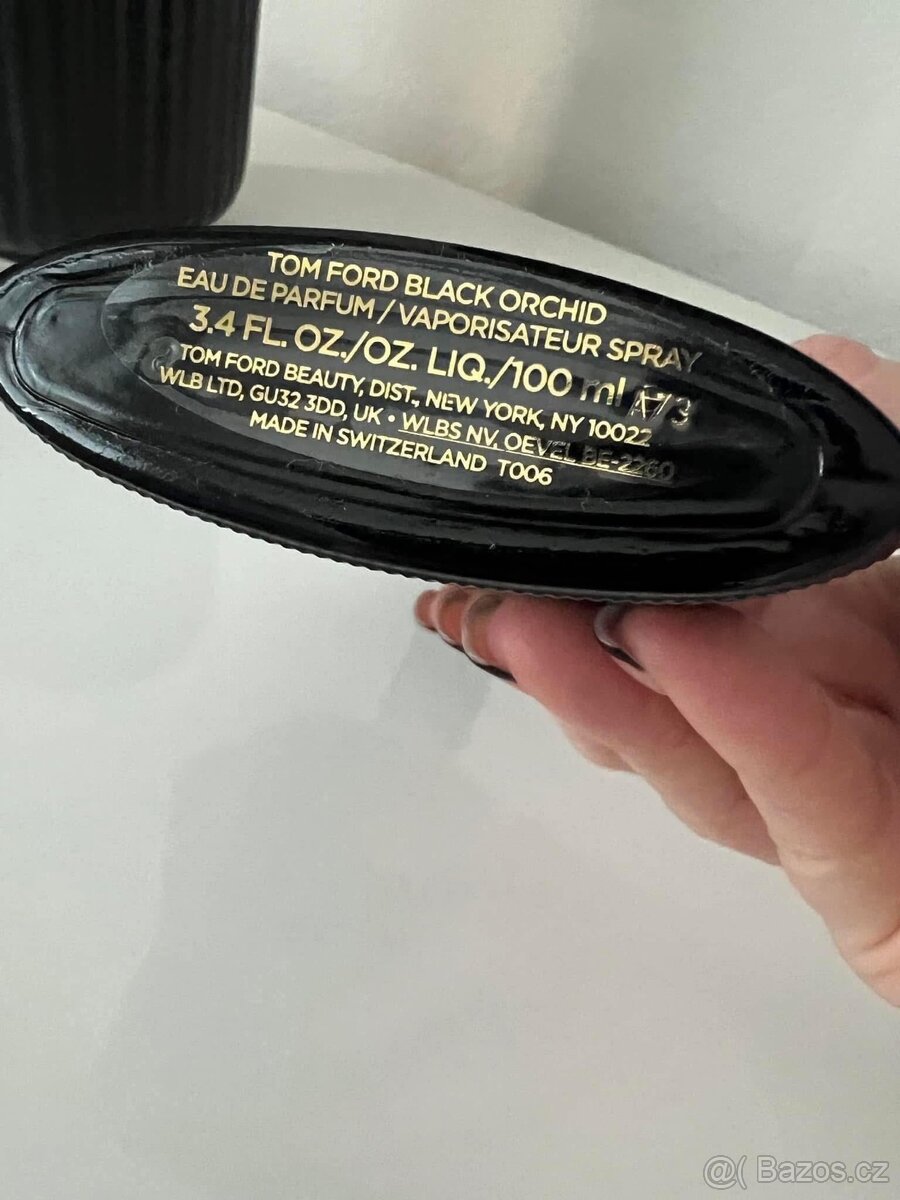 TOM FORD BLACK ORCHID
EAU DE PARFUM / VAPORISATEUR SPRAY
3.4 FL. OZ./OZ. LIQ./100 ml
TOM FORD BEAUTY, DIST., NEW YORK, NY 10022
WLB LTD, GU32 3DD, UK • WLBS NV. OEVEL BE-2260
MADE IN SWITZERLAND T006
@( Bazos.cz